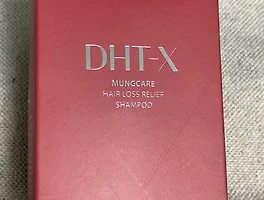 DHT-X
MUNGCARE
HAIR LOSS RELIEF
SHAMPOO